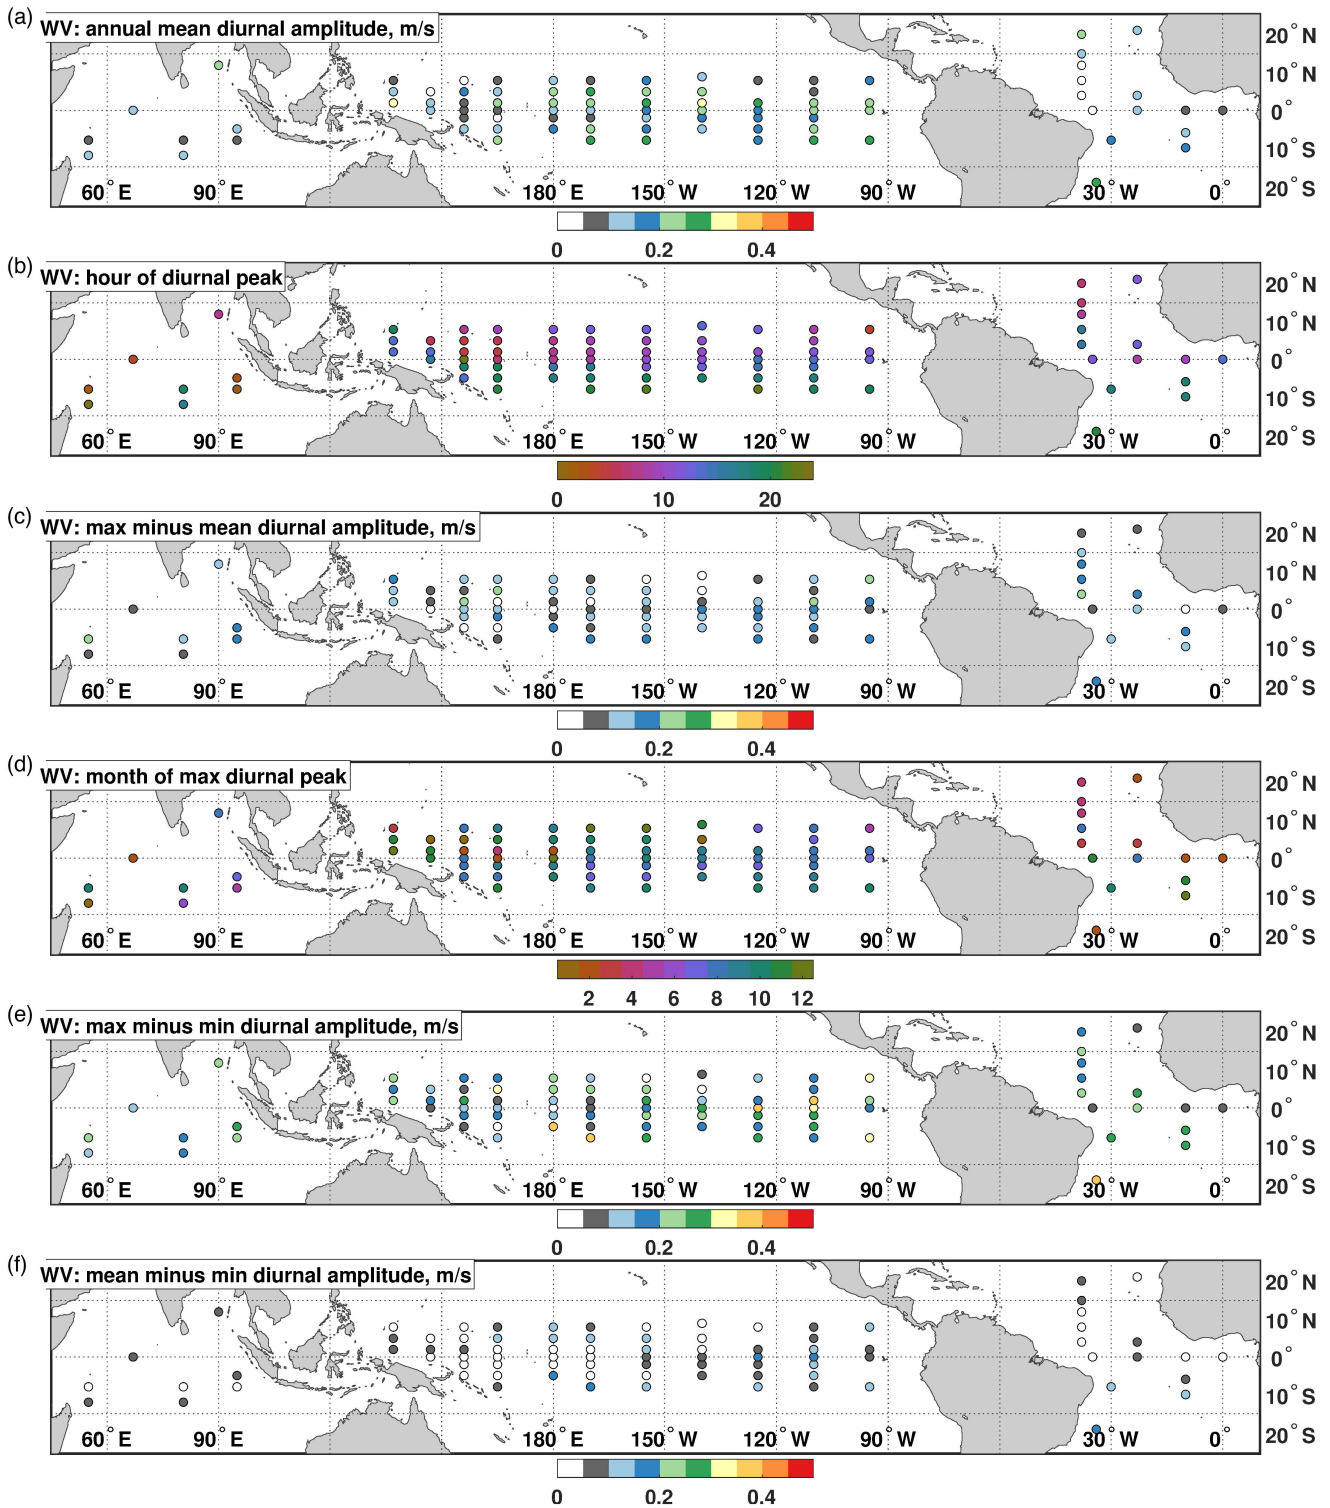 (a) WV: annual mean diurnal amplitude, m/s
20° N
10° N
0°
10° S
20° S
60° E 90° E 180° E 150° W 120° W 90° W 30° W 0°
0 0.2 0.4
(b) WV: hour of diurnal peak
20° N
10° N
0°
10° S
20° S
60° E 90° E 180° E 150° W 120° W 90° W 30° W 0°
0 10 20
(c) WV: max minus mean diurnal amplitude, m/s
20° N
10° N
0°
10° S
20° S
60° E 90° E 180° E 150° W 120° W 90° W 30° W 0°
0 0.2 0.4
(d) WV: month of max diurnal peak
20° N
10° N
0°
10° S
20° S
60° E 90° E 180° E 150° W 120° W 90° W 30° W 0°
2 4 6 8 10 12
(e) WV: max minus min diurnal amplitude, m/s
20° N
10° N
0°
10° S
20° S
60° E 90° E 180° E 150° W 120° W 90° W 30° W 0°
0 0.2 0.4
(f) WV: mean minus min diurnal amplitude, m/s
20° N
10° N
0°
10° S
20° S
60° E 90° E 180° E 150° W 120° W 90° W 30° W 0°
0 0.2 0.4